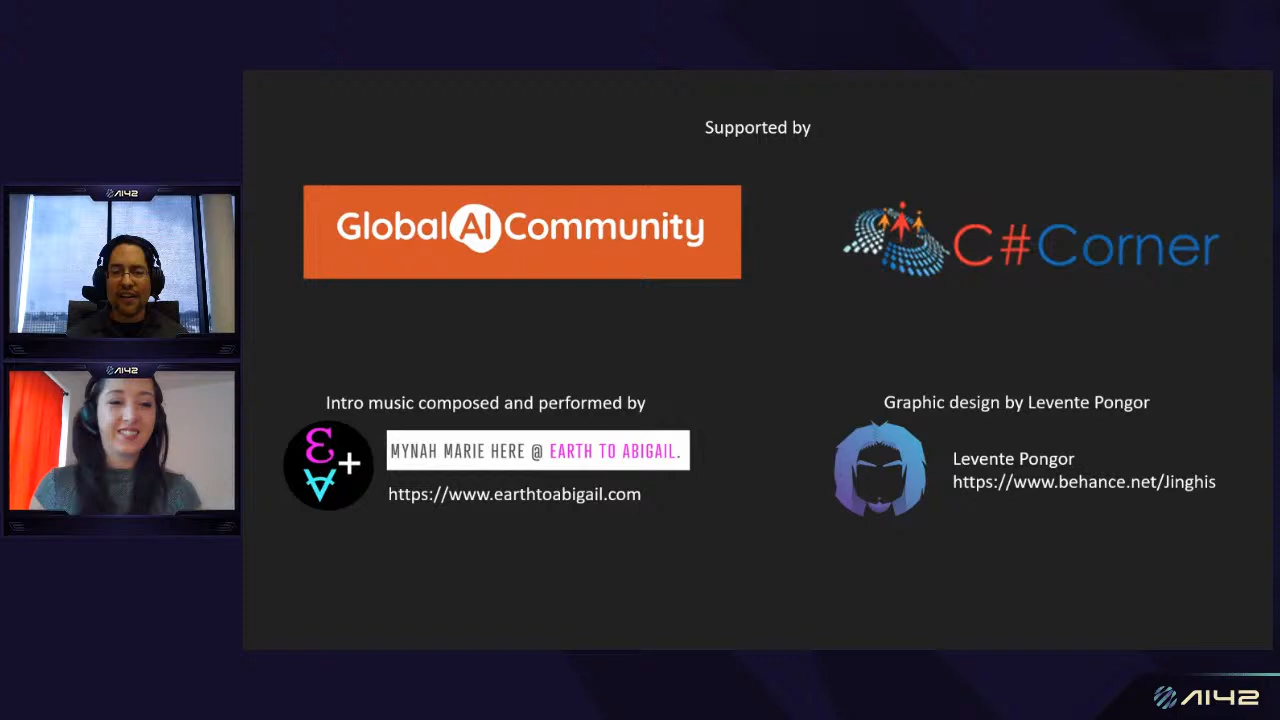 Supported by
Global AI Community
C#Corner
AI42
AI42
Intro music composed and performed by
MYNAH MARIE HERE @ EARTH TO ABIGAIL.
https://www.earthtoabigail.com
Graphic design by Levente Pongor
Levente Pongor
https://www.behance.net/Jinghis
AI42